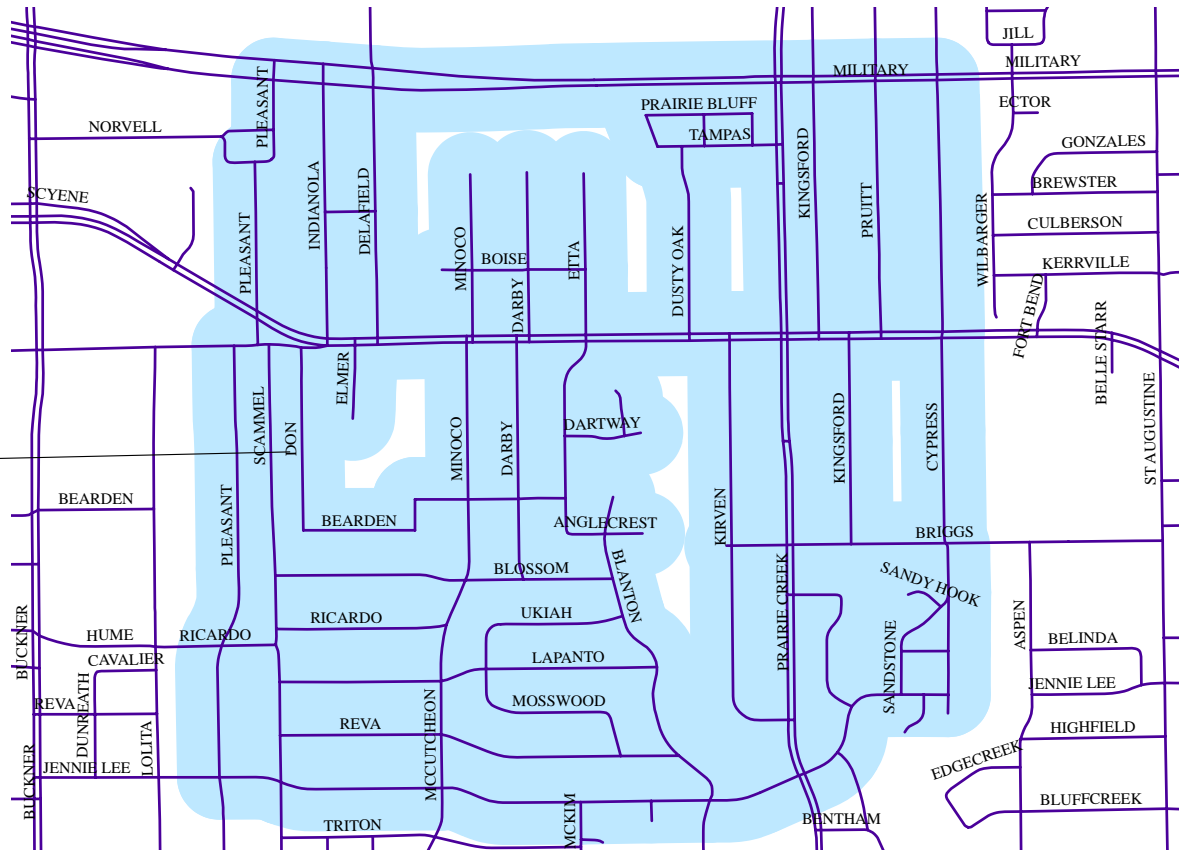 JILL
MILITARY
MILITARY
PLEASANT
PRAIRIE BLUFF
ECTOR
NORVELL
TAMPAS
GONZALES
KINGSFORD
BREWSTER
SCYENE
INDIANOLA
DELAFIELD
PRUITT
CULBERSON
PLEASANT
MINOCO
BOISE
ETTA
DUSTY OAK
WILBARGER
KERRVILLE
DARBY
FORT BEND
BELLE STARR
ELMER
SCAMMEL
DON
MINOCO
DARBY
DARTWAY
KINGSFORD
CYPRESS
ST AUGUSTINE
BEARDEN
PLEASANT
BEARDEN
ANGLECREST
KIRVEN
BRIGGS
BLOSSOM
BLANTON
SANDY HOOK
RICARDO
UKIAH
PRAIRIE CREEK
ASPEN
BUCKNER
HUME
RICARDO
BELINDA
CAVALIER
LAPANTO
SANDSTONE
JENNIE LEE
REVA
DUNREATH
MOSSWOOD
LOLITA
REVA
MCCUTCHEON
HIGHFIELD
JENNIE LEE
EDGECREEK
BUCKNER
BLUFFCREEK
TRITON
MCKIM
BENTHAM